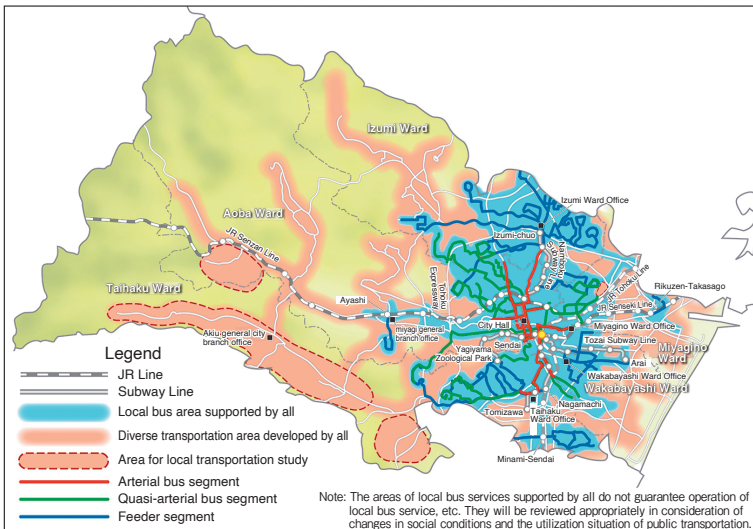 Izumi Ward
Aoba Ward
JR Senzan Line
Taihaku Ward
Izumi Ward Office
Izumi-chuo
Namboku
Subway Line
JR Tohoku Line
Rikuzen-Takasago
JR Senseki Line
Tohoku
Expressway
Ayashi
miyagi general
branch office
City Hall
Sendai
Miyagino Ward Office
Tozai Subway Line
Miyagino
Ward
Arai
Akiu-general city
branch office
Yagiyama
Zoological Park
Wakabayashi Ward Office
Wakabayashi Ward
Nagamachi
Tomizawa
Taihaku
Ward Office
Minami-Sendai
Legend
JR Line
Subway Line
Local bus area supported by all
Diverse transportation area developed by all
Area for local transportation study
Arterial bus segment
Quasi-arterial bus segment
Feeder segment
Note: The areas of local bus services supported by all do not guarantee operation of
local bus service, etc. They will be reviewed appropriately in consideration of
changes in social conditions and the utilization situation of public transportation.